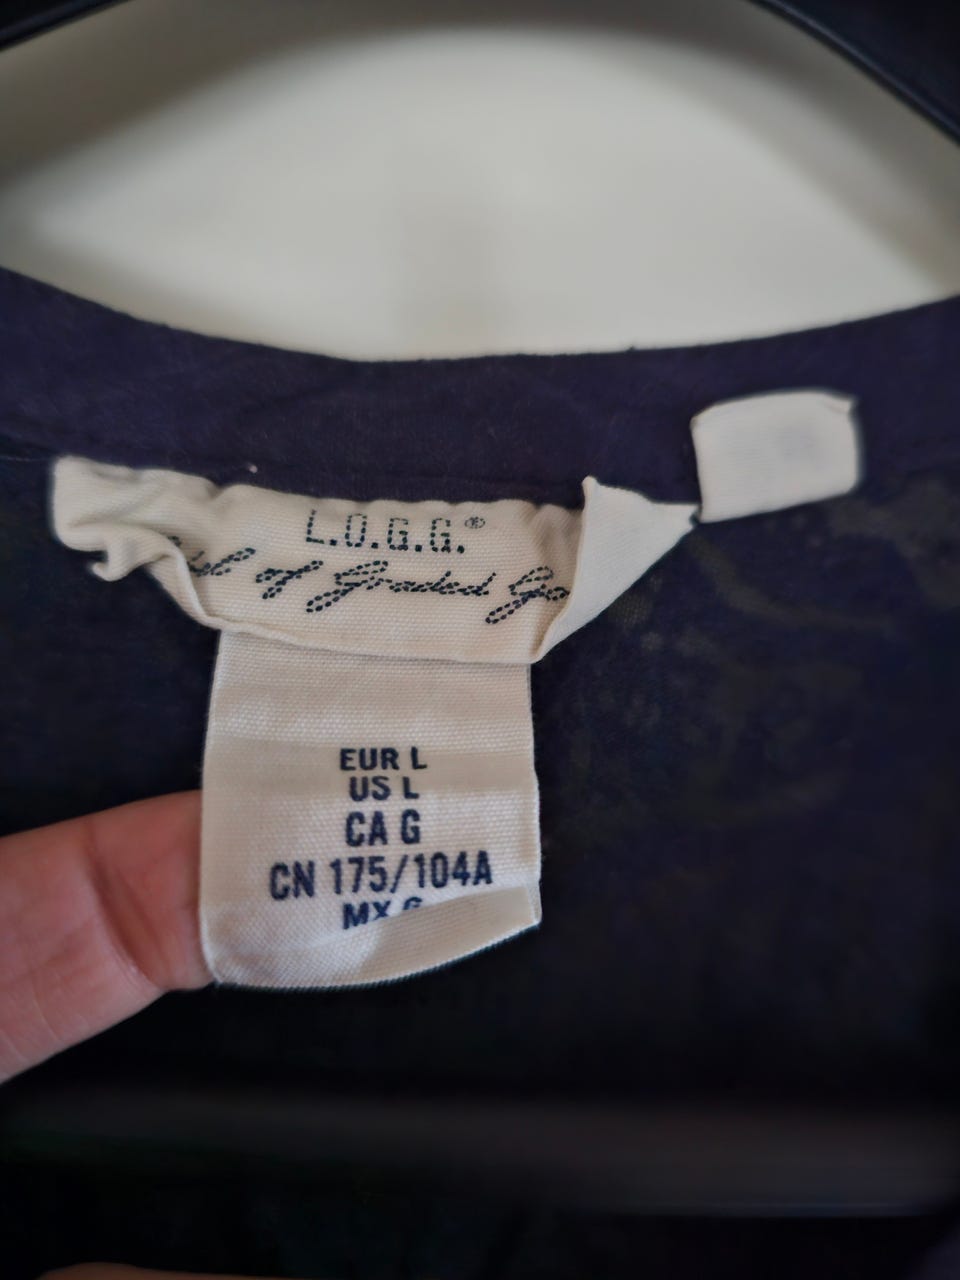 L.O.G.G.®
of Graded
EUR L
US L
CA G
CN 175/104A
MX G